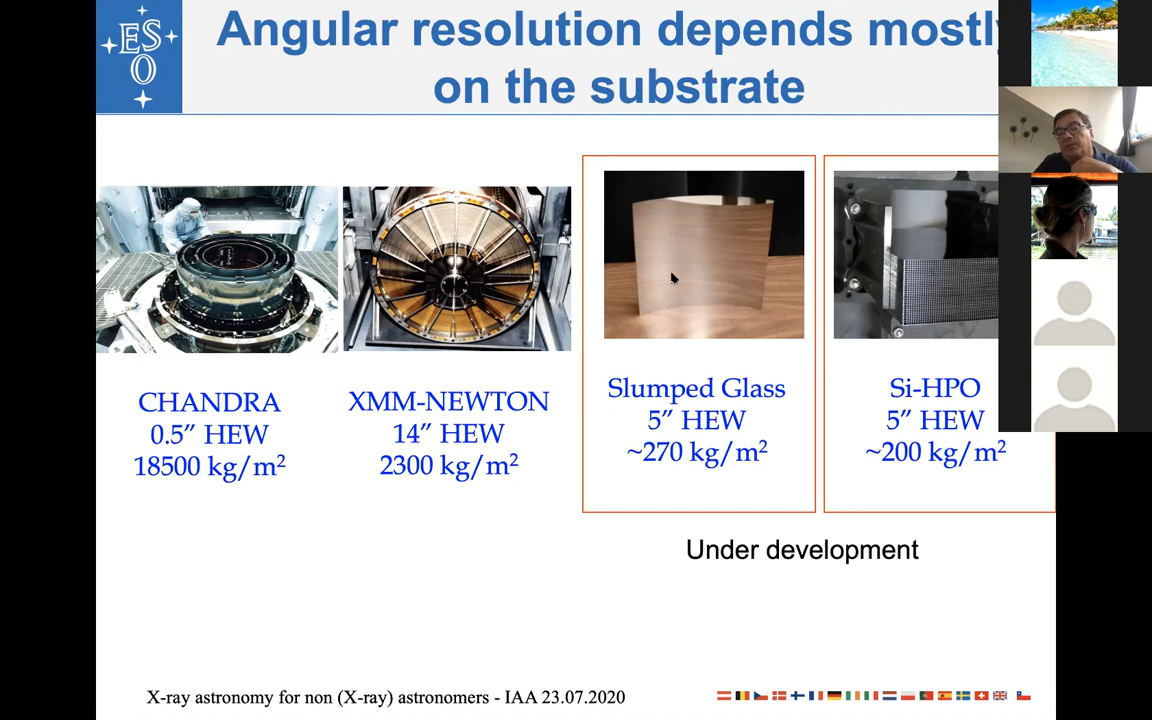 ES
O
Angular resolution depends mostly
on the substrate
CHANDRA
0.5” HEW
18500 kg/m²
XMM-NEWTON
14” HEW
2300 kg/m²
Slumped Glass
5” HEW
~270 kg/m²
Si-HPO
5” HEW
~200 kg/m²
Under development
X-ray astronomy for non (X-ray) astronomers - IAA 23.07.2020